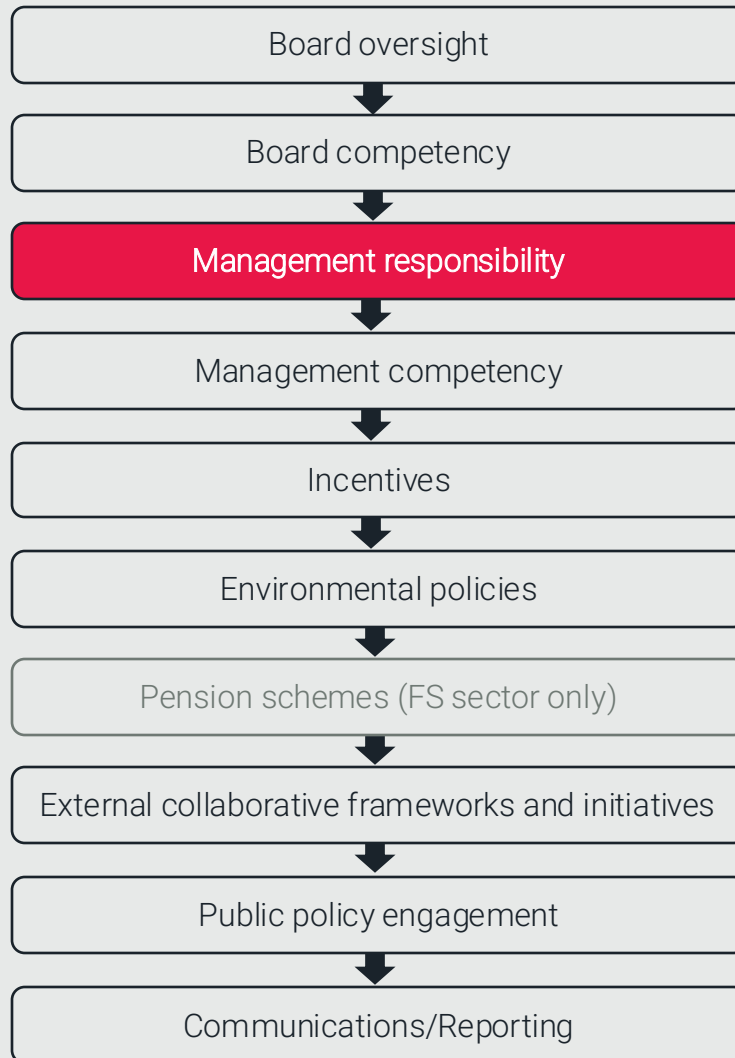 Board oversight
Board competency
Management responsibility
Management competency
Incentives
Environmental policies
Pension schemes (FS sector only)
External collaborative frameworks and initiatives
Public policy engagement
Communications/Reporting